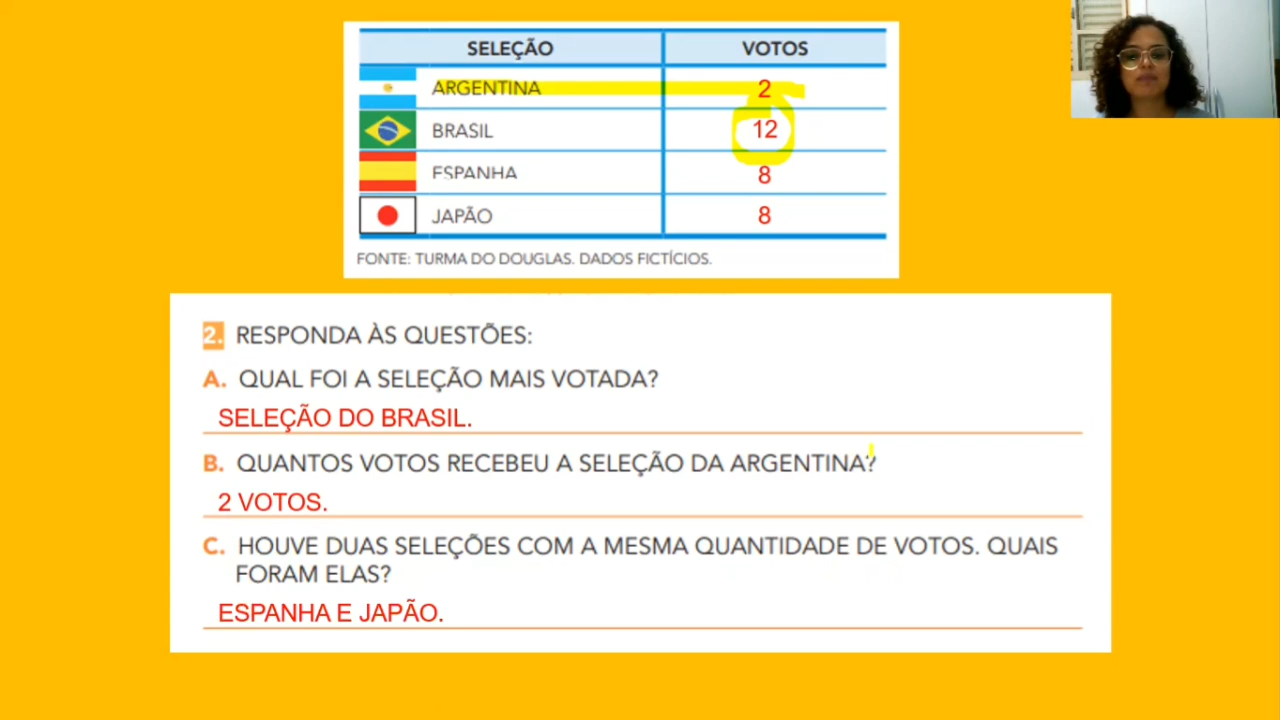 SELEÇÃO VOTOS
ARGENTINA 2
BRASIL 12
ESPANHA 8
JAPÃO 8
FONTE: TURMA DO DOUGLAS. DADOS FICTÍCIOS.
2. RESPONDA ÀS QUESTÕES:
A. QUAL FOI A SELEÇÃO MAIS VOTADA?
SELEÇÃO DO BRASIL.
B. QUANTOS VOTOS RECEBEU A SELEÇÃO DA ARGENTINA?
2 VOTOS.
C. HOUVE DUAS SELEÇÕES COM A MESMA QUANTIDADE DE VOTOS. QUAIS
FORAM ELAS?
ESPANHA E JAPÃO.